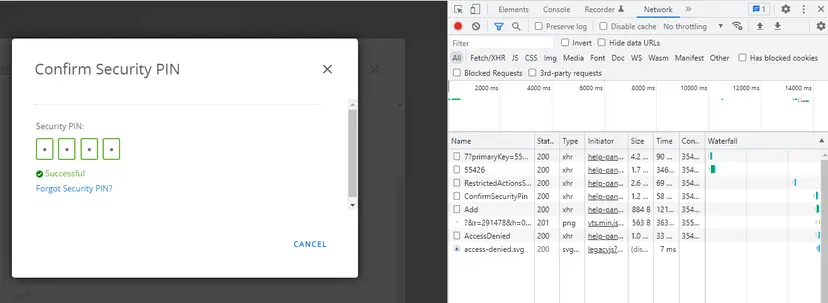 Confirm Security PIN
Security PIN:
Successful
Forgot Security PIN?
CANCEL
Elements Console Recorder Network » 1
Preserve log Disable cache No throttling
Filter Invert Hide data URLs
All Fetch/XHR JS CSS Img Media Font Doc WS Wasm Manifest Other Has blocked cookies
Blocked Requests 3rd-party requests
2000 ms 4000 ms 6000 ms 8000 ms 10000 ms 12000 ms 14000 ms
Name Stat... Type Initiator Size Time Con... Waterfall
7?primaryKey=55... 200 xhr help-pan... 4.2 ... 90 ... 354...
55426 200 xhr help-pan... 1.7 ... 346... 354...
RestrictedActionsS... 200 xhr help-pan... 2.6 ... 69 ... 354...
ConfirmSecurityPin 200 xhr help-pan... 1.2 ... 58 ... 354...
Add 200 xhr help-pan... 884 B 121... 354...
?&r=291478&h=0... 201 png vts.min.js 563 B 363... 355...
AccessDenied 200 xhr help-pan... 1.0 ... 33 ... 354...
access-denied.svg 200 svg... legacyjs? (dis... 7 ms